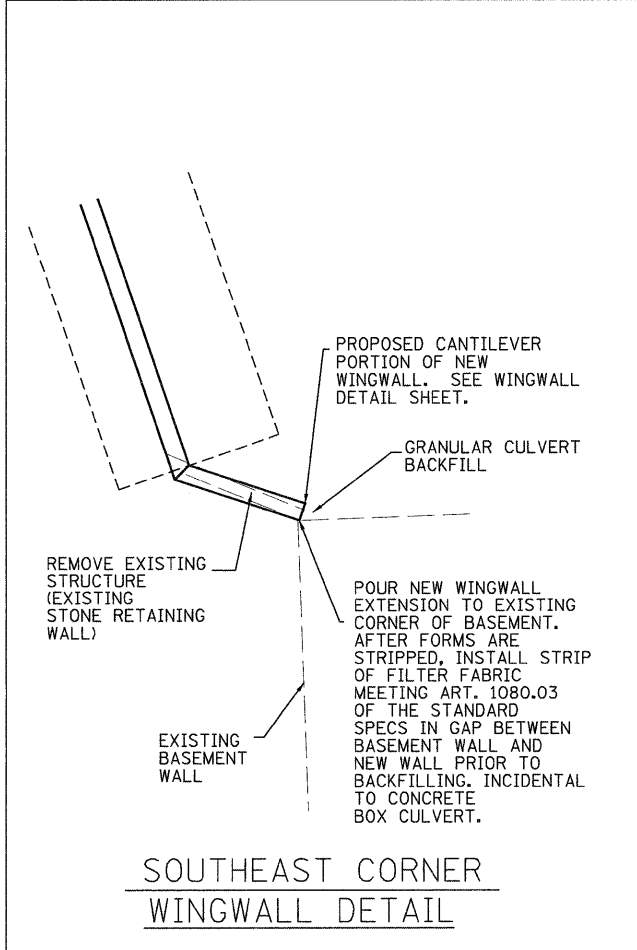 PROPOSED CANTILEVER
PORTION OF NEW
WINGWALL. SEE WINGWALL
DETAIL SHEET.
GRANULAR CULVERT
BACKFILL
REMOVE EXISTING
STRUCTURE
(EXISTING
STONE RETAINING
WALL)
POUR NEW WINGWALL
EXTENSION TO EXISTING
CORNER OF BASEMENT.
AFTER FORMS ARE
STRIPPED, INSTALL STRIP
OF FILTER FABRIC
MEETING ART. 1080.03
OF THE STANDARD
SPECS IN GAP BETWEEN
BASEMENT WALL AND
NEW WALL PRIOR TO
BACKFILLING. INCIDENTAL
TO CONCRETE
BOX CULVERT.
EXISTING
BASEMENT
WALL
SOUTHEAST CORNER
WINGWALL DETAIL